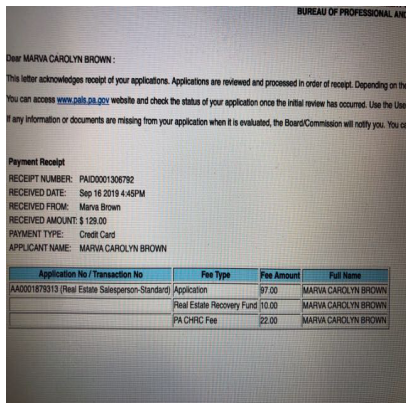 BUREAU OF PROFESSIONAL AND
Dear MARVA CAROLYN BROWN :
This letter acknowledges receipt of your applications. Applications are reviewed and processed in order of receipt. Depending on the
You can access www.pals.pa.gov website and check the status of your application once the initial review has occurred. Use the Use
If any information or documents are missing from your application when it is evaluated, the Board/Commission will notify you. You ca
Payment Receipt
RECEIPT NUMBER: PAID0001306792
RECEIVED DATE: Sep 16 2019 4:45PM
RECEIVED FROM: Marva Brown
RECEIVED AMOUNT: $ 129.00
PAYMENT TYPE: Credit Card
APPLICANT NAME: MARVA CAROLYN BROWN
Application No / Transaction No Fee Type Fee Amount Full Name
AA0001879313 (Real Estate Salesperson-Standard) Application 97.00 MARVA CAROLYN BROWN
Real Estate Recovery Fund 10.00 MARVA CAROLYN BROWN
PA CHRC Fee 22.00 MARVA CAROLYN BROWN